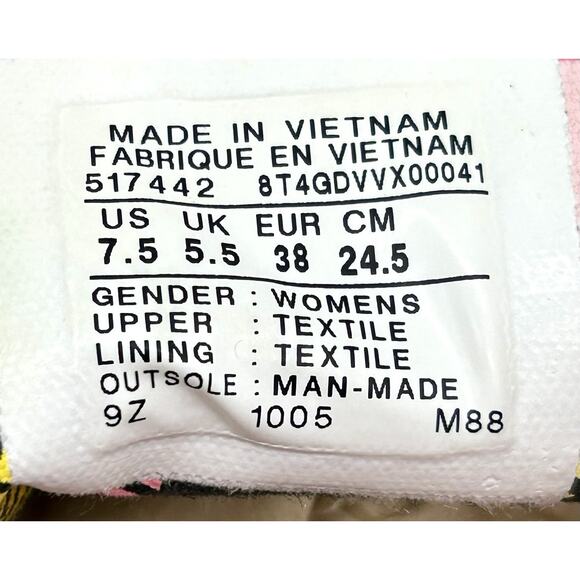 MADE IN VIETNAM
FABRIQUE EN VIETNAM
517442 8T4GDVVX00041
US UK EUR CM
7.5 5.5 38 24.5
GENDER : WOMENS
UPPER : TEXTILE
LINING : TEXTILE
OUTSOLE : MAN-MADE
9Z 1005 M88